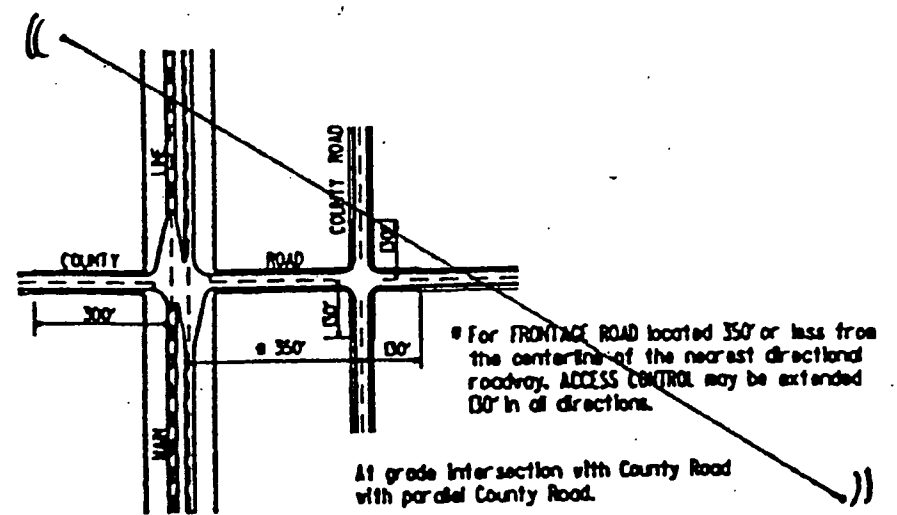 LINE
COUNTY ROAD
130'
COUNTY
ROAD
300'
130'
* 350'
130'
* For FRONTAGE ROAD located 350' or less from
the centerline of the nearest directional
roadway. ACCESS CONTROL may be extended
130' in all directions.
MAIN
At grade intersection with County Road
with parallel County Road.